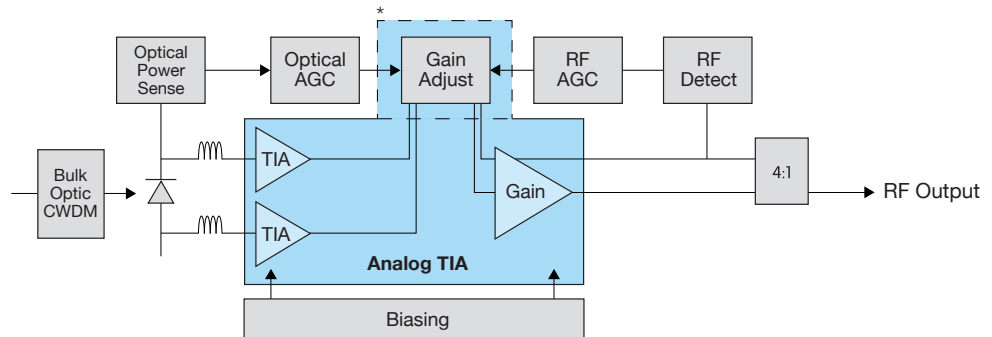 *
Optical
Power
Sense
Optical
AGC
Gain
Adjust
RF
AGC
RF
Detect
Bulk
Optic
CWDM
TIA
TIA
Gain
4:1
RF Output
Analog TIA
Biasing